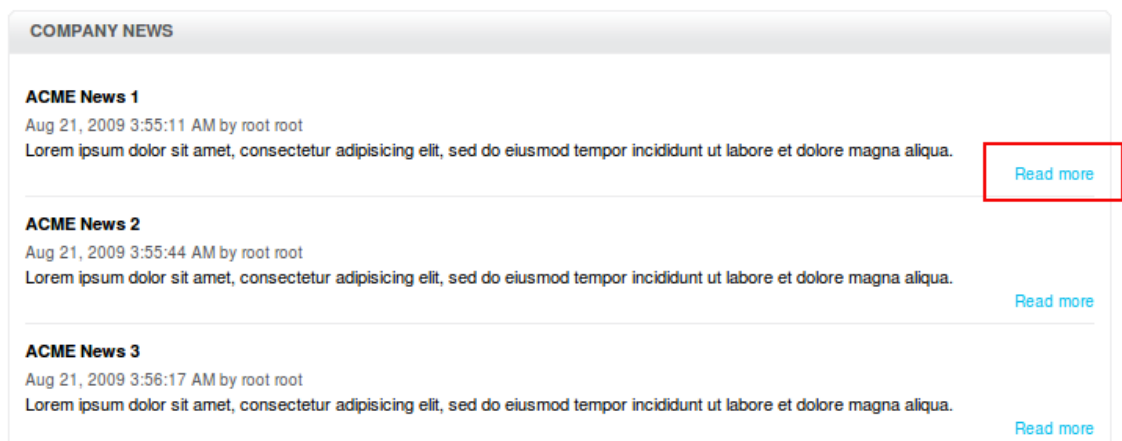 COMPANY NEWS
ACME News 1
Aug 21, 2009 3:55:11 AM by root root
Lorem ipsum dolor sit amet, consectetur adipisicing elit, sed do eiusmod tempor incididunt ut labore et dolore magna aliqua.
Read more
ACME News 2
Aug 21, 2009 3:55:44 AM by root root
Lorem ipsum dolor sit amet, consectetur adipisicing elit, sed do eiusmod tempor incididunt ut labore et dolore magna aliqua.
Read more
ACME News 3
Aug 21, 2009 3:56:17 AM by root root
Lorem ipsum dolor sit amet, consectetur adipisicing elit, sed do eiusmod tempor incididunt ut labore et dolore magna aliqua.
Read more